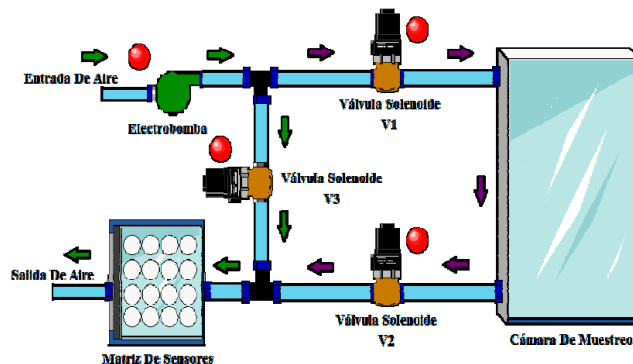 Entrada De Aire
Electrobomba
Válvula Solenoide
V1
Válvula Solenoide
V3
Salida De Aire
Matriz De Sensores
Válvula Solenoide
V2
Cámara De Muestreo